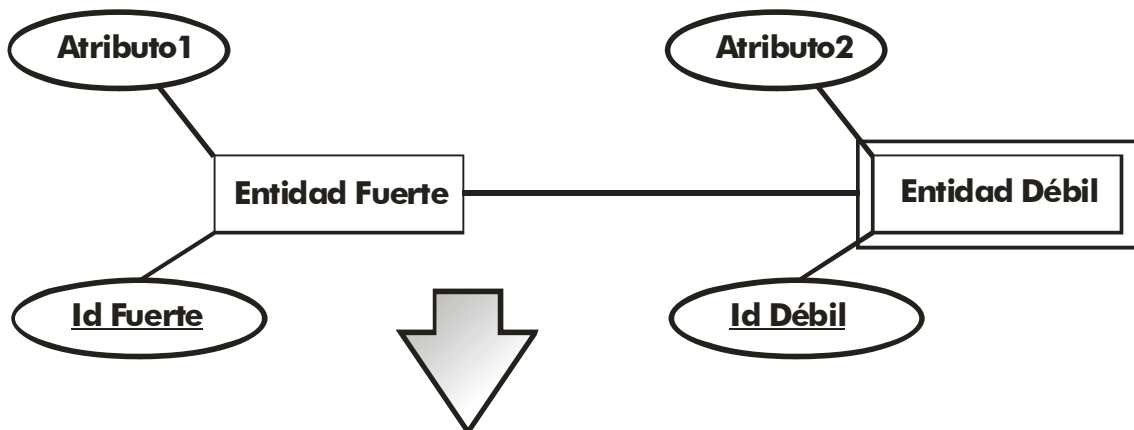 Atributo1
Atributo2
Entidad Fuerte
Entidad Débil
Id Fuerte
Id Débil